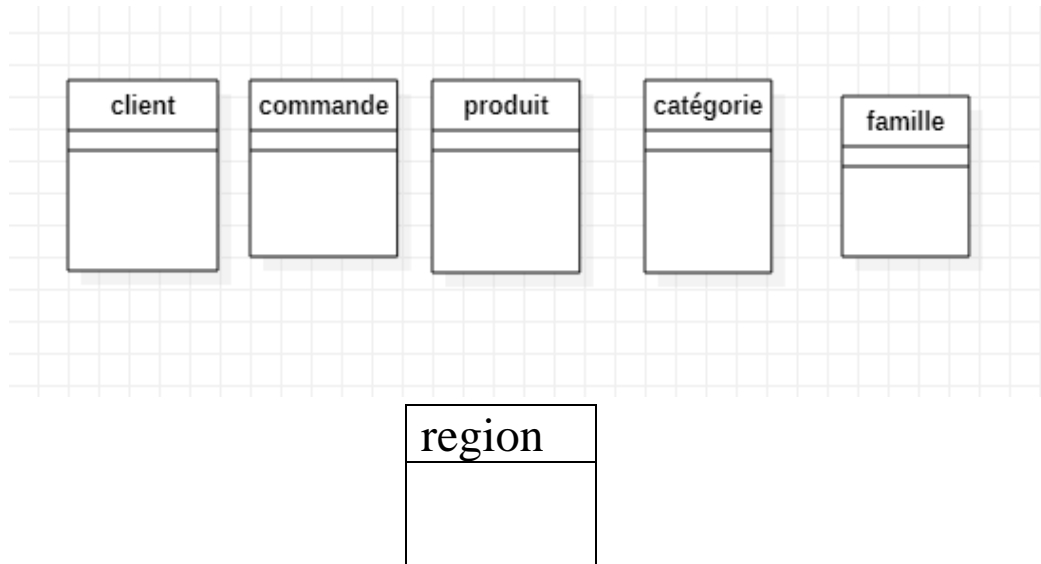 client
commande
produit
catégorie
famille
region